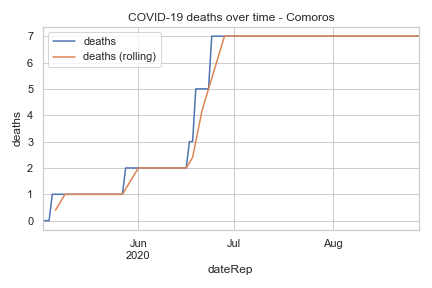 COVID-19 deaths over time - Comoros
deaths
deaths (rolling)
7
6
5
4
3
2
1
0
deaths
Jun
2020
Jul
Aug
dateRep